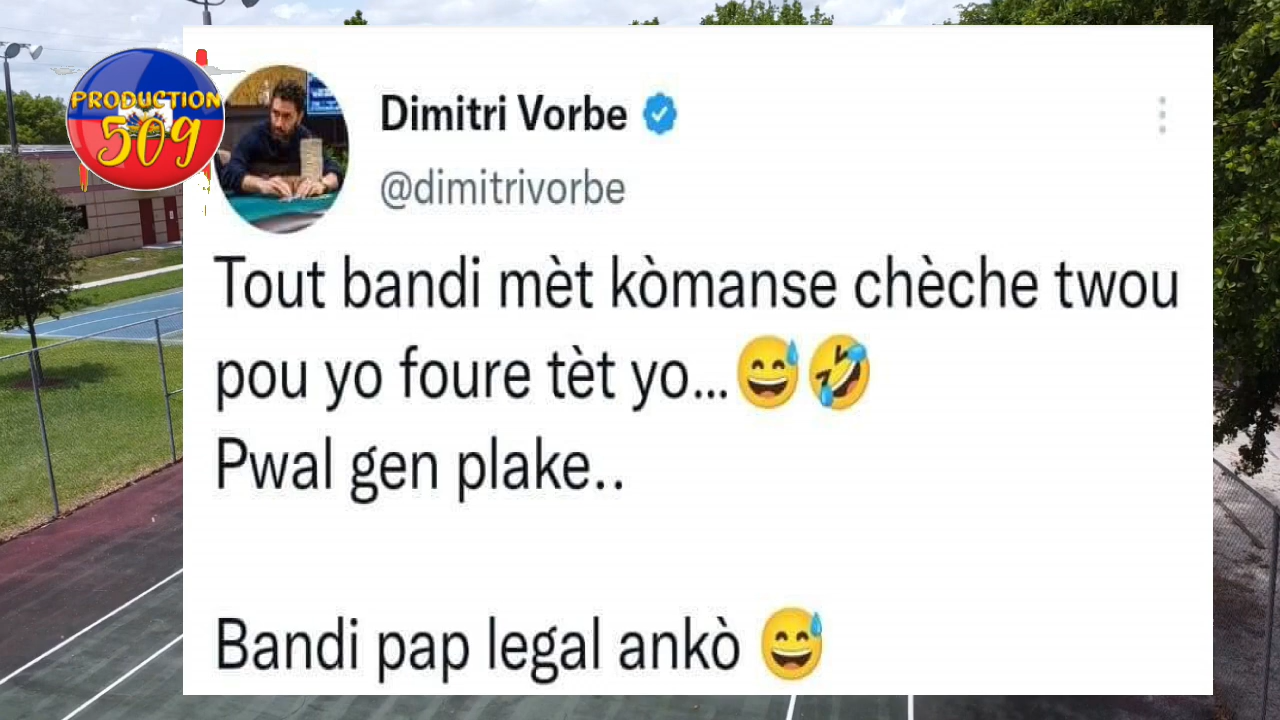 PRODUCTION
509
Dimitri Vorbe
@dimitrivorbe
Tout bandi mèt kòmanse chèche twou
pou yo foure tèt yo...😅🤣
Pwal gen plake..
Bandi pap legal ankò 😅